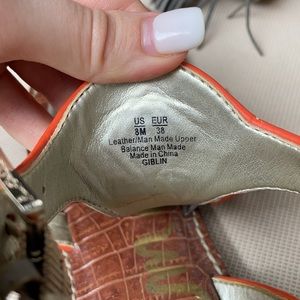 US EUR
8M 38
Leather/Man Made Upper
Balance Man Made
Made in China
GIBLIN